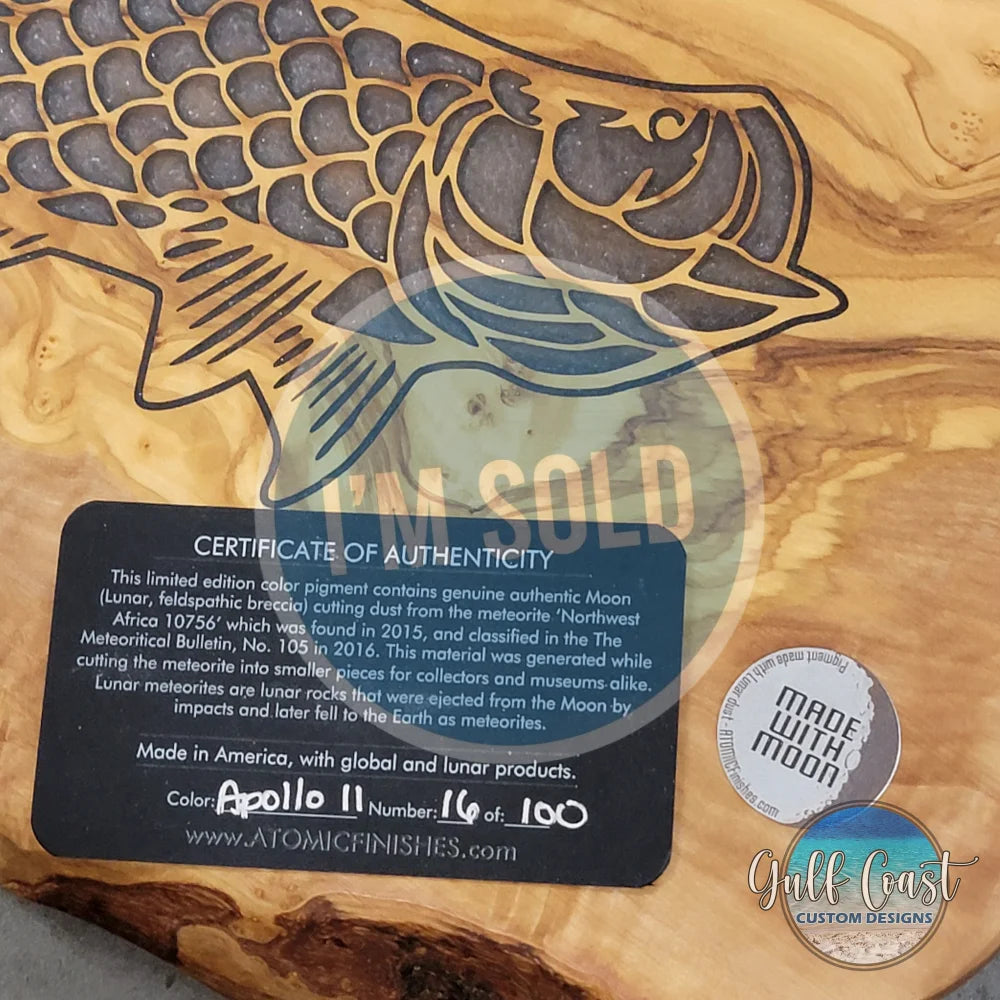 I'M SOLD
CERTIFICATE OF AUTHENTICITY
This limited edition color pigment contains genuine authentic Moon
(Lunar, feldspathic breccia) cutting dust from the meteorite 'Northwest
Africa 10756' which was found in 2015, and classified in the The
Meteoritical Bulletin, No. 105 in 2016. This material was generated while
cutting the meteorite into smaller pieces for collectors and museums alike.
Lunar meteorites are lunar rocks that were ejected from the Moon by
impacts and later fell to the Earth as meteorites.
Made in America, with global and lunar products.
Color: Apollo 11 Number: 16 of: 100
www.ATOMICFINISHES.com
Pigment made with Lunar dust - ATOMICFinishes.com
MADE
WITH
MOON
Gulf Coast
CUSTOM DESIGNS